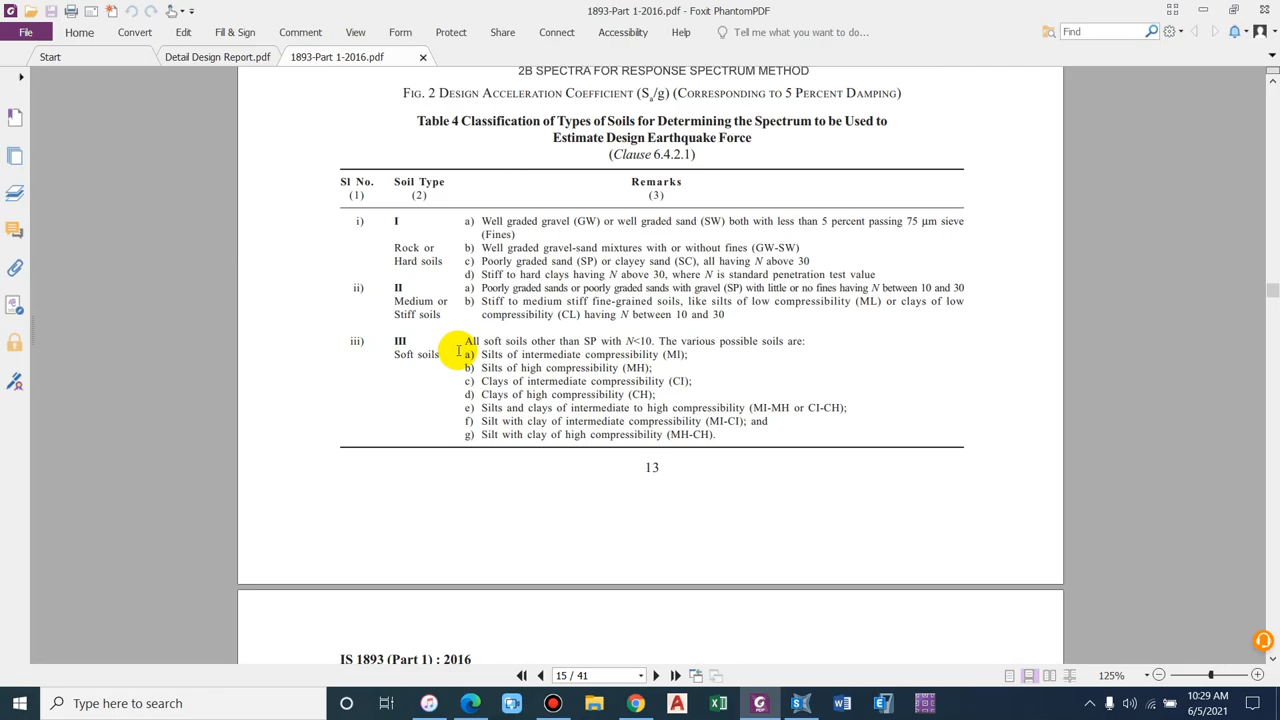 1893-Part 1-2016.pdf - Foxit PhantomPDF
File Home Convert Edit Fill & Sign Comment View Form Protect Share Connect Accessibility Help Tell me what you want to do... Find
Start Detail Design Report.pdf 1893-Part 1-2016.pdf
2B SPECTRA FOR RESPONSE SPECTRUM METHOD
FIG. 2 DESIGN ACCELERATION COEFFICIENT (Sa/g) (CORRESPONDING TO 5 PERCENT DAMPING)
Table 4 Classification of Types of Soils for Determining the Spectrum to be Used to
Estimate Design Earthquake Force
(Clause 6.4.2.1)
Sl No. Soil Type Remarks
(1) (2) (3)
i) I a) Well graded gravel (GW) or well graded sand (SW) both with less than 5 percent passing 75 µm sieve
(Fines)
Rock or b) Well graded gravel-sand mixtures with or without fines (GW-SW)
Hard soils c) Poorly graded sand (SP) or clayey sand (SC), all having N above 30
d) Stiff to hard clays having N above 30, where N is standard penetration test value
ii) II a) Poorly graded sands or poorly graded sands with gravel (SP) with little or no fines having N between 10 and 30
Medium or b) Stiff to medium stiff fine-grained soils, like silts of low compressibility (ML) or clays of low
Stiff soils compressibility (CL) having N between 10 and 30
iii) III All soft soils other than SP with N<10. The various possible soils are:
Soft soils a) Silts of intermediate compressibility (Ml);
b) Silts of high compressibility (MH);
c) Clays of intermediate compressibility (CI);
d) Clays of high compressibility (CH);
e) Silts and clays of intermediate to high compressibility (MI-MH or CI-CH);
f) Silt with clay of intermediate compressibility (MI-CI); and
g) Silt with clay of high compressibility (MH-CH).
13
IS 1893 (Part 1) : 2016
15 / 41 125%
Type here to search
10:29 AM
6/5/2021